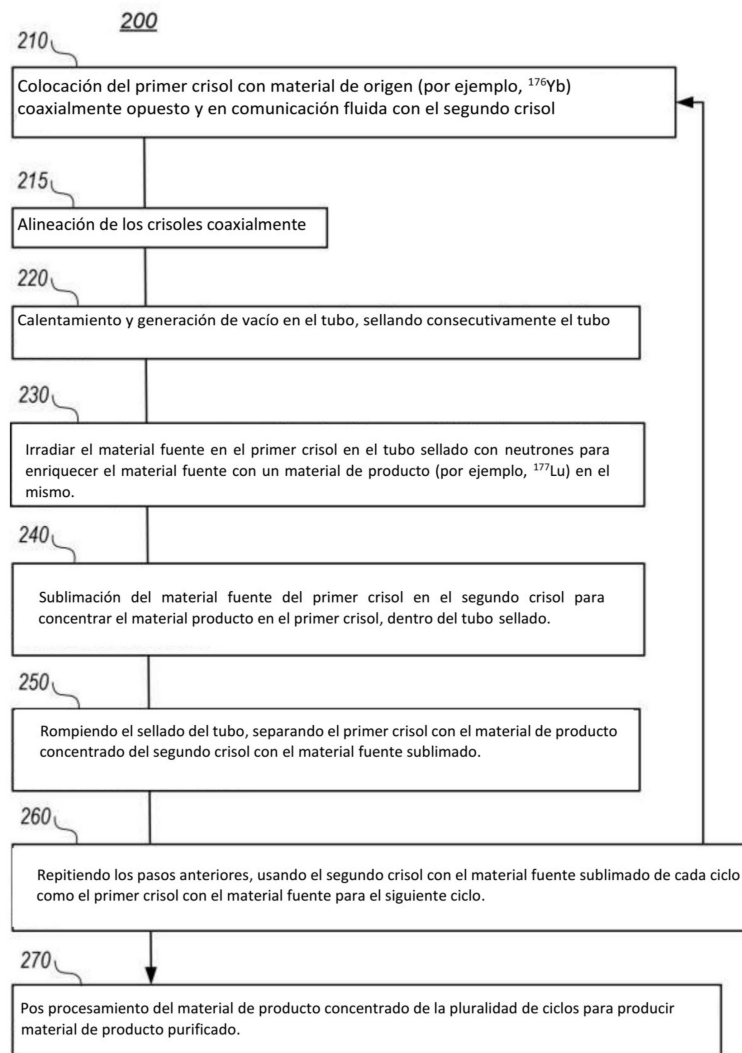 200
210
Colocación del primer crisol con material de origen (por ejemplo, ¹⁷⁶Yb)
coaxialmente opuesto y en comunicación fluida con el segundo crisol
215
Alineación de los crisoles coaxialmente
220
Calentamiento y generación de vacío en el tubo, sellando consecutivamente el tubo
230
Irradiar el material fuente en el primer crisol en el tubo sellado con neutrones para
enriquecer el material fuente con un material de producto (por ejemplo, ¹⁷⁷Lu) en el
mismo.
240
Sublimación del material fuente del primer crisol en el segundo crisol para
concentrar el material producto en el primer crisol, dentro del tubo sellado.
250
Rompiendo el sellado del tubo, separando el primer crisol con el material de producto
concentrado del segundo crisol con el material fuente sublimado.
260
Repitiendo los pasos anteriores, usando el segundo crisol con el material fuente sublimado de cada ciclo
como el primer crisol con el material fuente para el siguiente ciclo.
270
Pos procesamiento del material de producto concentrado de la pluralidad de ciclos para producir
material de producto purificado.